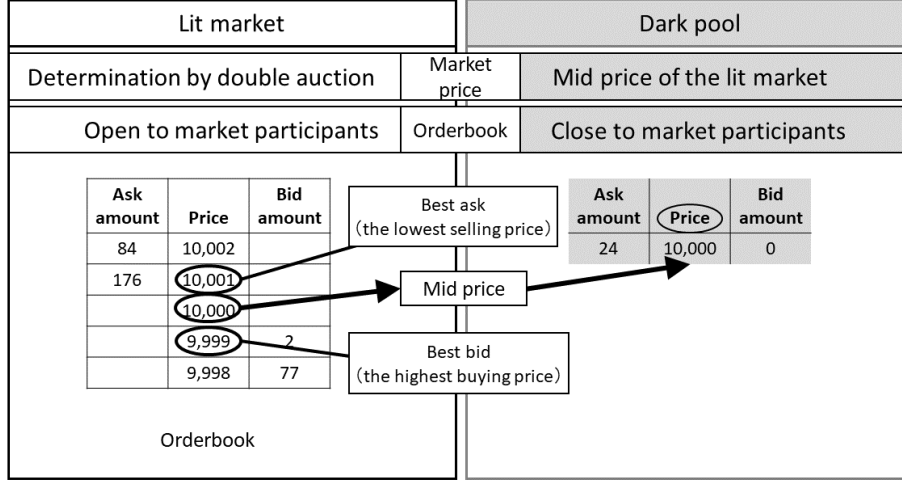 Lit market
Dark pool
Determination by double auction
Market
price
Mid price of the lit market
Open to market participants
Orderbook
Close to market participants
Ask
amount
Price
Bid
amount
84 10,002
176 10,001
10,000
9,999 2
9,998 77
Best ask
(the lowest selling price)
Mid price
Best bid
(the highest buying price)
Ask
amount
Price
Bid
amount
24 10,000 0
Orderbook